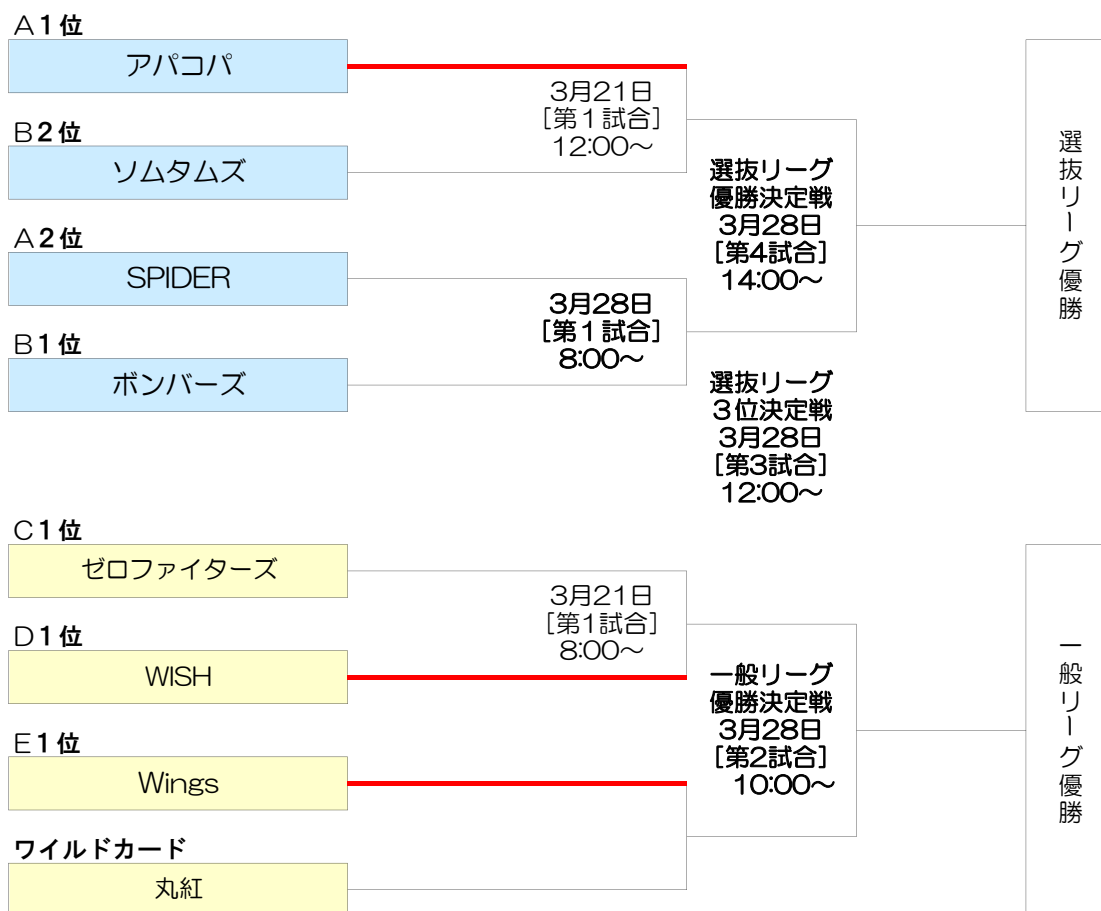 A1位
アパコパ
3月21日
[第1試合]
12:00～
B2位
ソムタムズ
選抜リーグ
優勝決定戦
3月28日
[第4試合]
14:00～
選抜リーグ優勝
A2位
SPIDER
3月28日
[第1試合]
8:00～
B1位
ボンバーズ
選抜リーグ
3位決定戦
3月28日
[第3試合]
12:00～
C1位
ゼロファイターズ
3月21日
[第1試合]
8:00～
D1位
WISH
一般リーグ
優勝決定戦
3月28日
[第2試合]
10:00～
一般リーグ優勝
E1位
Wings
ワイルドカード
丸紅